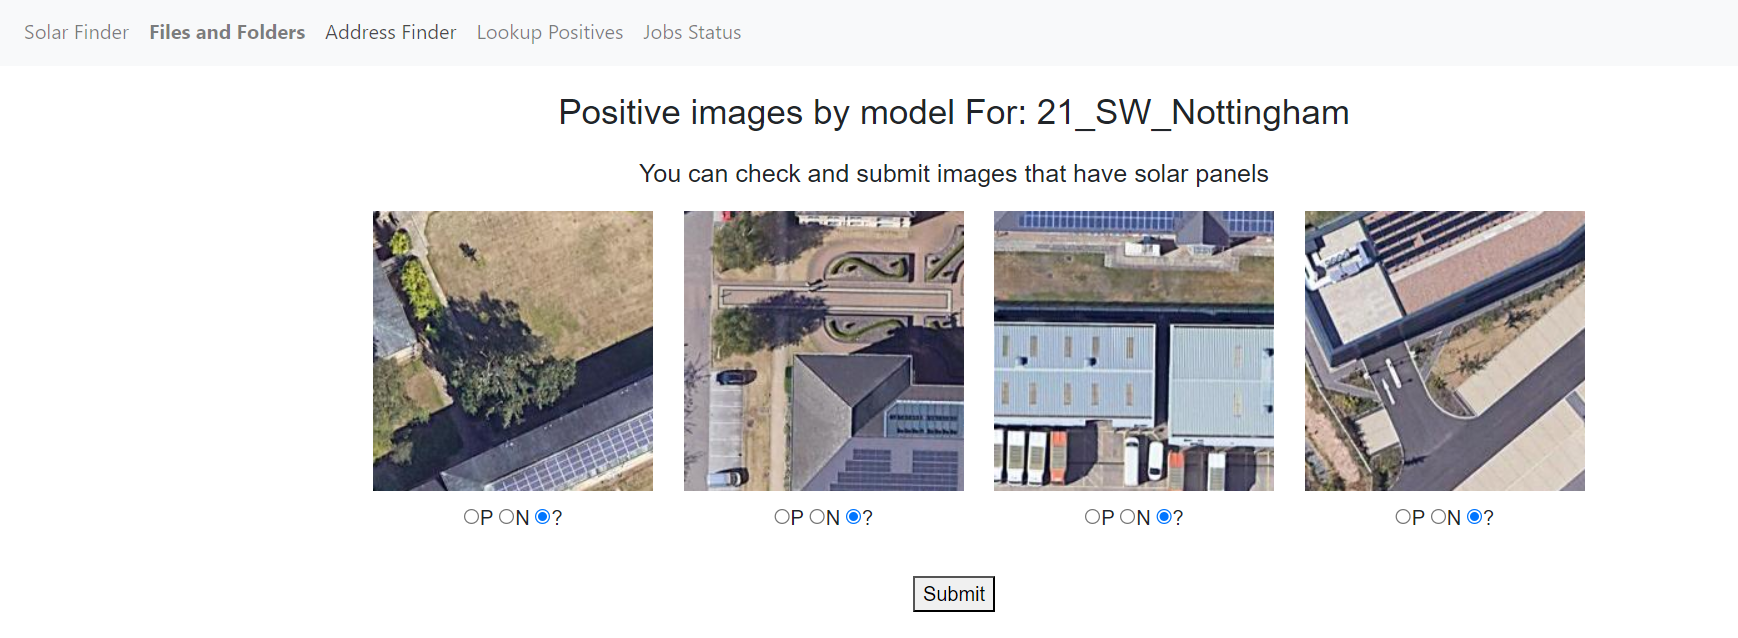 Solar Finder Files and Folders Address Finder Lookup Positives Jobs Status
Positive images by model For: 21_SW_Nottingham
You can check and submit images that have solar panels
P N ? P N ? P N ? P N ?
Submit